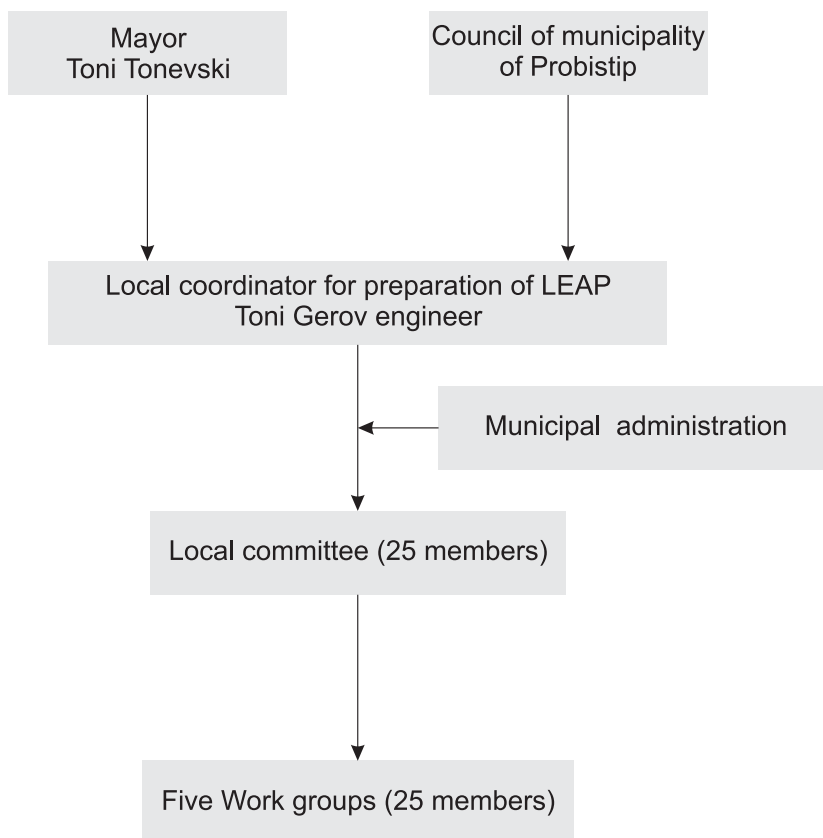 Mayor
Toni Tonevski
Council of municipality
of Probistip
Local coordinator for preparation of LEAP
Toni Gerov engineer
Municipal administration
Local committee (25 members)
Five Work groups (25 members)